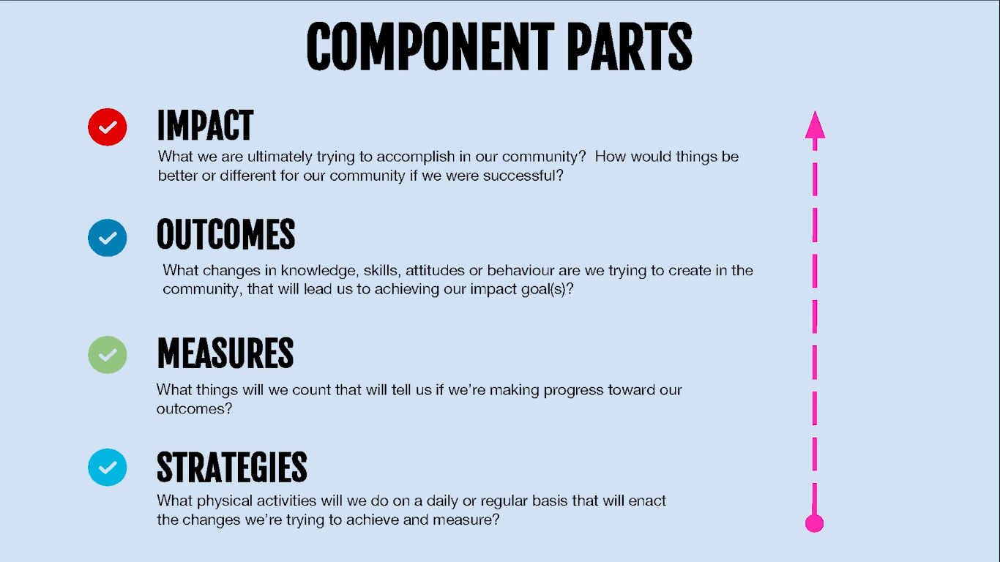 COMPONENT PARTS
IMPACT
What we are ultimately trying to accomplish in our community?  How would things be
better or different for our community if we were successful?
OUTCOMES
What changes in knowledge, skills, attitudes or behaviour are we trying to create in the
community, that will lead us to achieving our impact goal(s)?
MEASURES
What things will we count that will tell us if we’re making progress toward our
outcomes?
STRATEGIES
What physical activities will we do on a daily or regular basis that will enact
the changes we’re trying to achieve and measure?